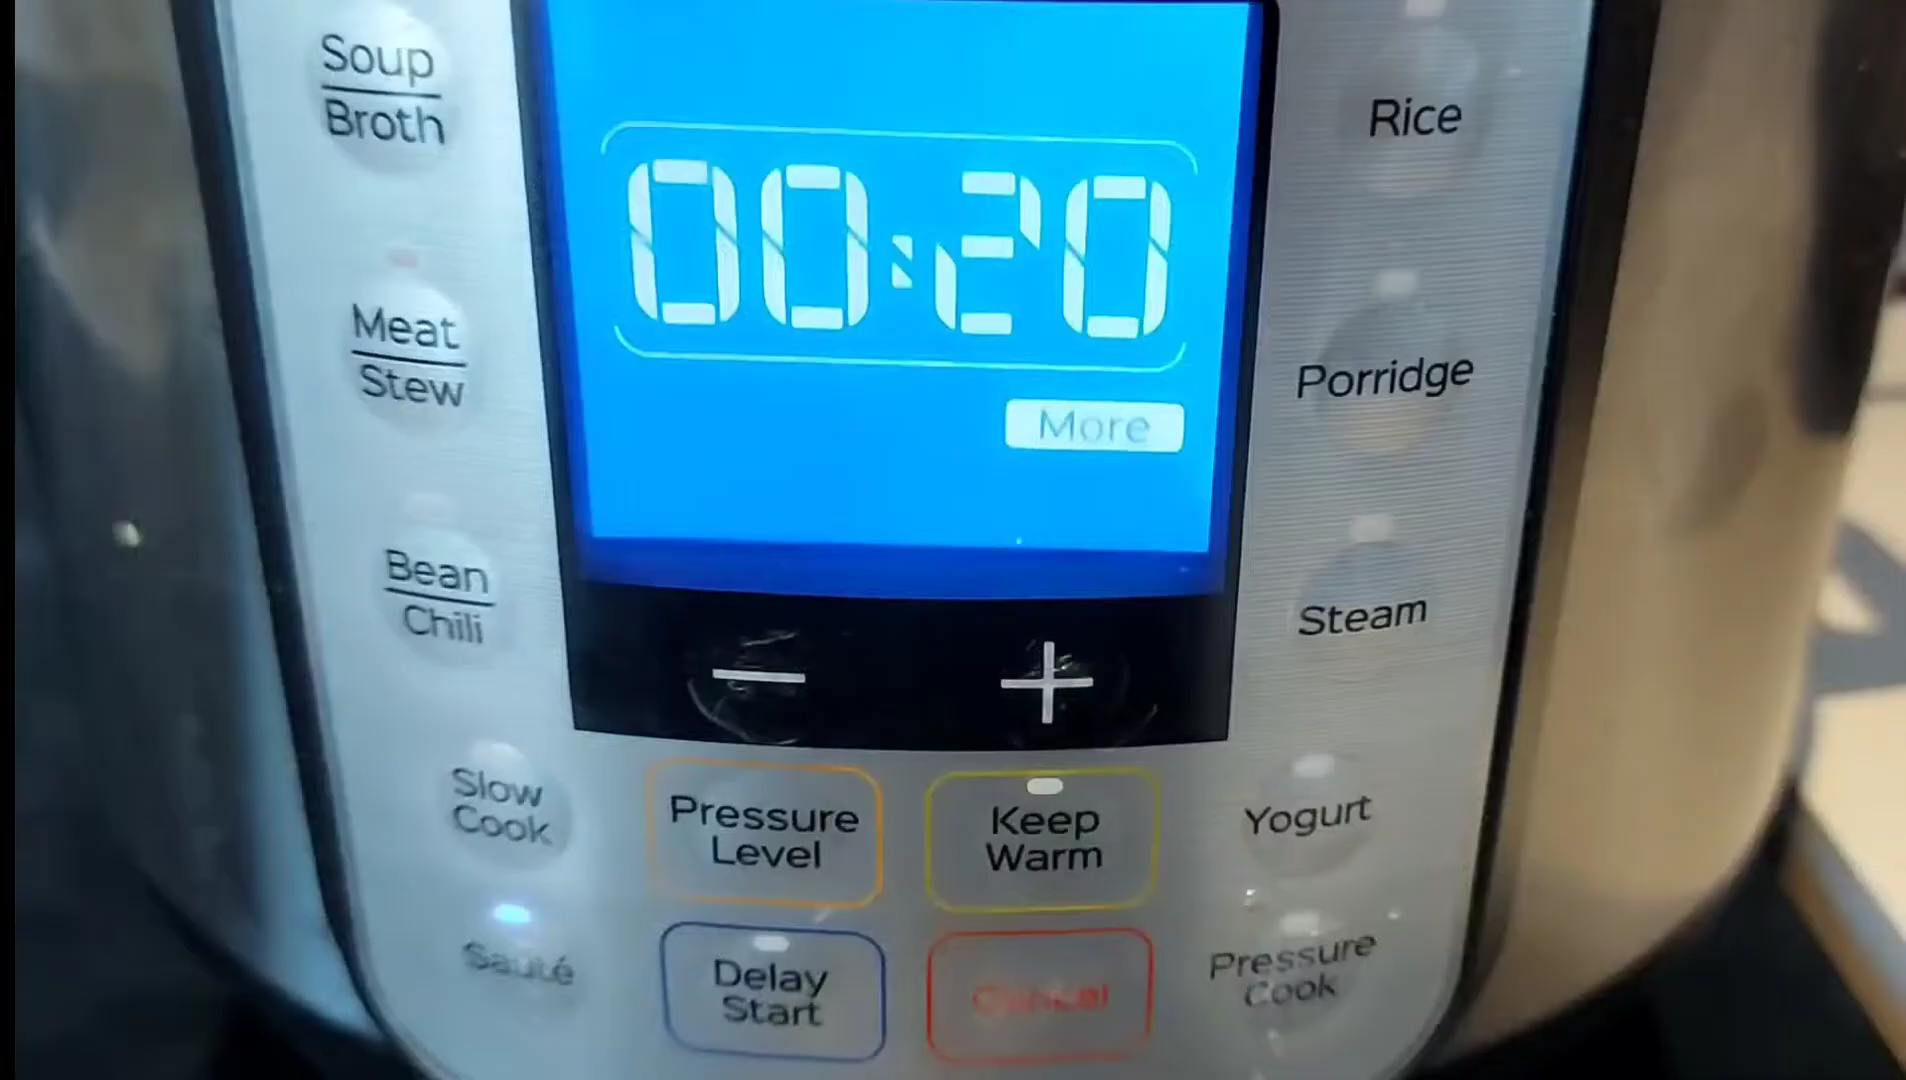 Soup
Broth
Meat
Stew
Bean
Chili
Slow
Cook
Sauté
00:20
More
− +
Pressure
Level
Keep
Warm
Delay
Start
Cancel
Rice
Porridge
Steam
Yogurt
Pressure
Cook